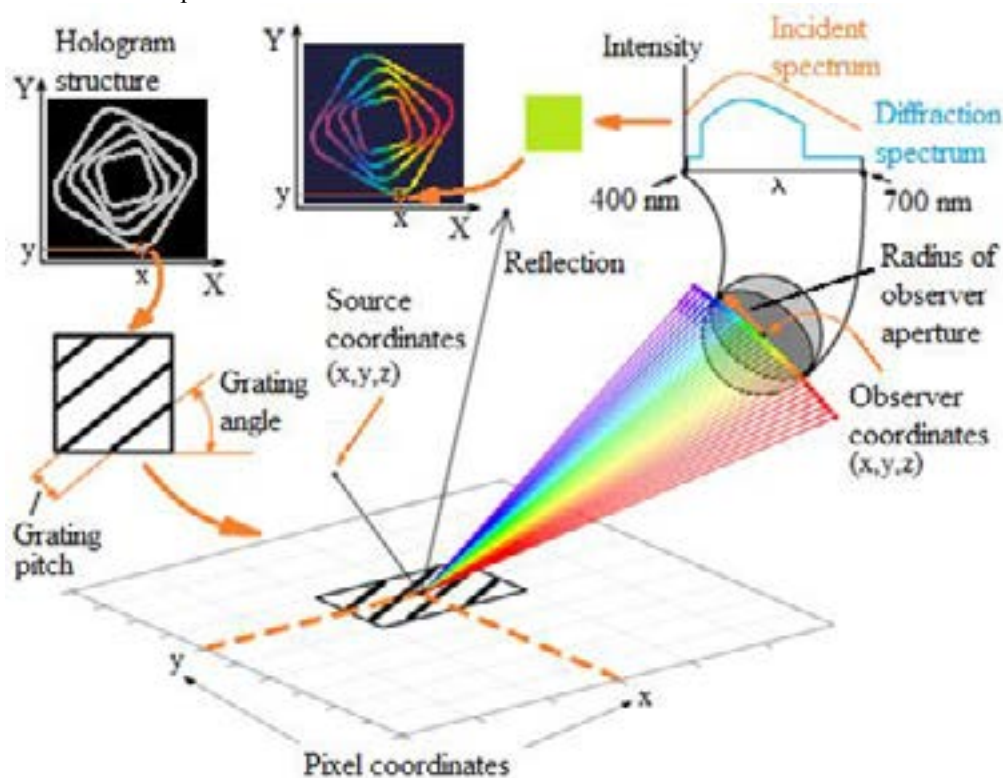 Hologram
structure
Y
y
x
X
Y
y
x
X
Intensity
Incident
spectrum
Diffraction
spectrum
400 nm
λ
700 nm
Reflection
Radius of
observer
aperture
Source
coordinates
(x,y,z)
Grating
angle
Observer
coordinates
(x,y,z)
Grating
pitch
y
x
Pixel coordinates